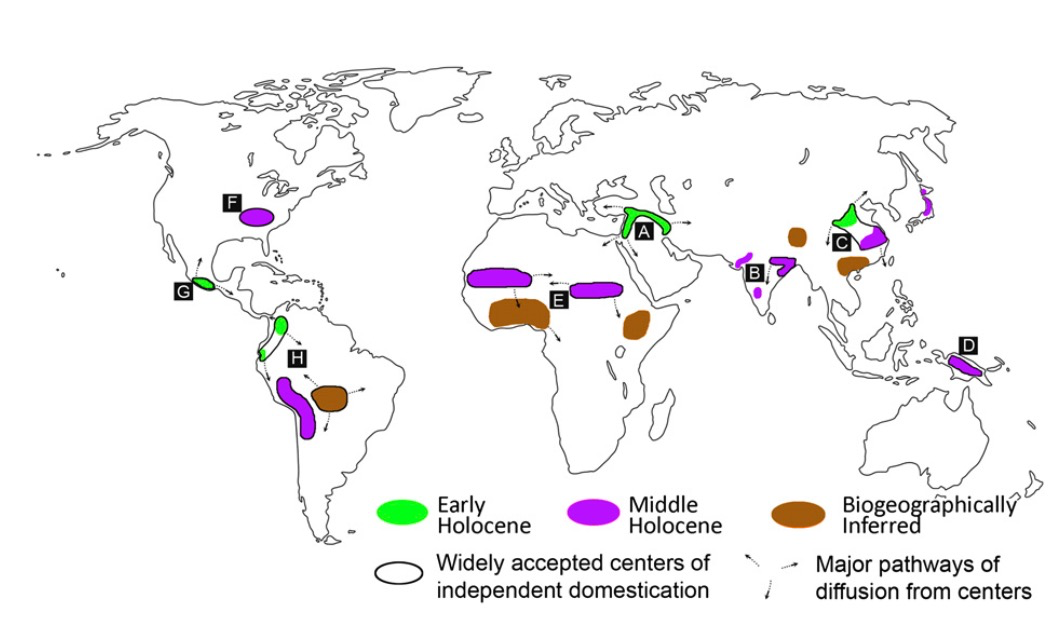 F
A
C
B
G
E
H
D
Early
Holocene
Middle
Holocene
Biogeographically
Inferred
Widely accepted centers of
independent domestication
Major pathways of
diffusion from centers